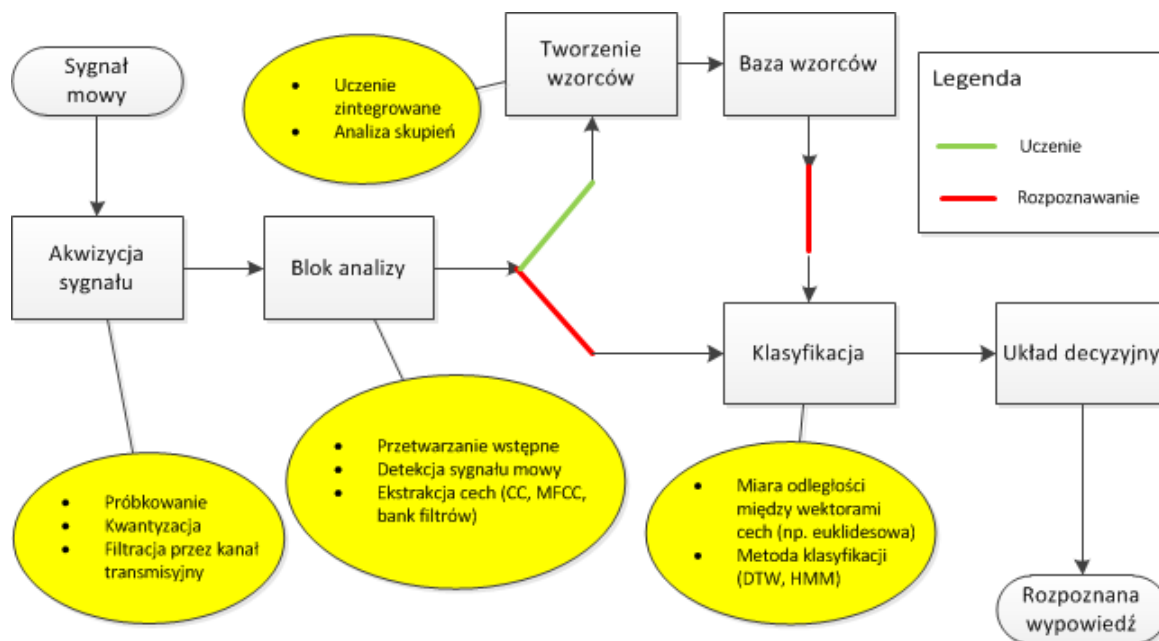 Sygnał
mowy
Uczenie
zintegrowane
Analiza skupień
Tworzenie
wzorców
Baza wzorców
Legenda
Uczenie
Rozpoznawanie
Akwizycja
sygnału
Blok analizy
Klasyfikacja
Układ decyzyjny
Próbkowanie
Kwantyzacja
Filtracja przez kanał
transmisyjny
Przetwarzanie wstępne
Detekcja sygnału mowy
Ekstrakcja cech (CC, MFCC,
bank filtrów)
Miara odległości
między wektorami
cech (np. euklidesowa)
Metoda klasyfikacji
(DTW, HMM)
Rozpoznana
wypowiedź